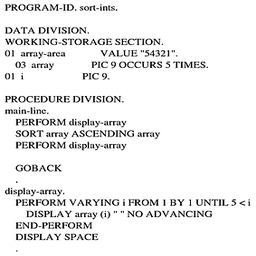 PROGRAM-ID. sort-ints.
DATA DIVISION.
WORKING-STORAGE SECTION.
01 array-area VALUE "54321".
03 array PIC 9 OCCURS 5 TIMES.
01 i PIC 9.
PROCEDURE DIVISION.
main-line.
PERFORM display-array
SORT array ASCENDING array
PERFORM display-array
GOBACK
.
display-array.
PERFORM VARYING i FROM 1 BY 1 UNTIL 5 < i
DISPLAY array (i) " " NO ADVANCING
END-PERFORM
DISPLAY SPACE
.